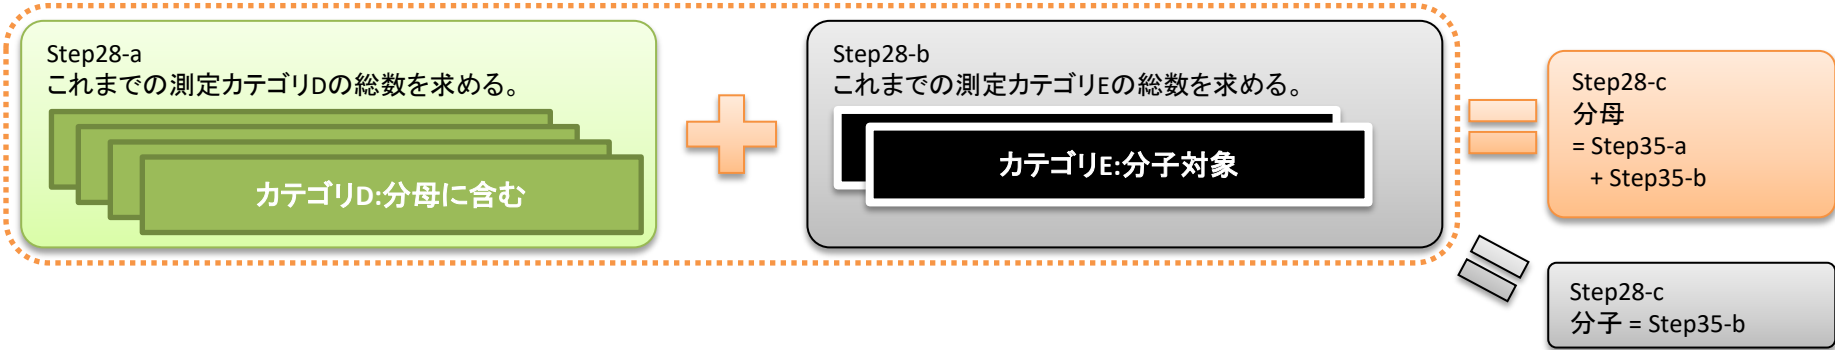 Step28-a
これまでの測定カテゴリDの総数を求める。
カテゴリD:分母に含む
Step28-b
これまでの測定カテゴリEの総数を求める。
カテゴリE:分子対象
Step28-c
分母
= Step35-a
+ Step35-b
Step28-c
分子 = Step35-b